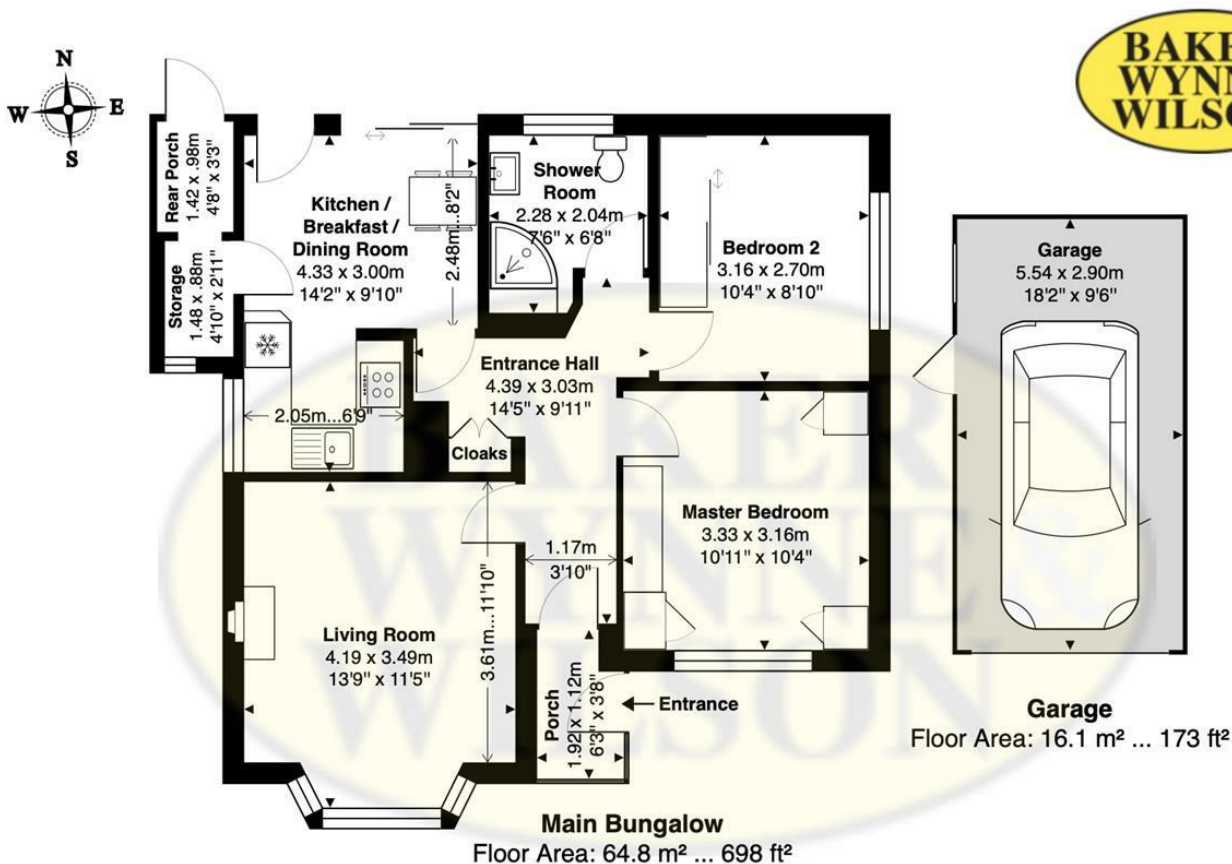 N
W
E
S
BAKE
WYNN
WILSO
Rear Porch
1.42 x .98m
4'8" x 3'3"
Storage
1.48 x .88m
4'10" x 2'11"
Kitchen /
Breakfast /
Dining Room
4.33 x 3.00m
14'2" x 9'10"
2.48m...8'2"
Shower
Room
2.28 x 2.04m
7'6" x 6'8"
Bedroom 2
3.16 x 2.70m
10'4" x 8'10"
Garage
5.54 x 2.90m
18'2" x 9'6"
Entrance Hall
4.39 x 3.03m
14'5" x 9'11"
2.05m...6'9"
Cloaks
Master Bedroom
3.33 x 3.16m
10'11" x 10'4"
1.17m
3'10"
Living Room
4.19 x 3.49m
13'9" x 11'5"
3.61m...11'10"
Porch
1.92 x 1.12m
6'3" x 3'8"
Entrance
Garage
Floor Area: 16.1 m² ... 173 ft²
Main Bungalow
Floor Area: 64.8 m² ... 698 ft²
BAKER
WYNNE &
WILSON